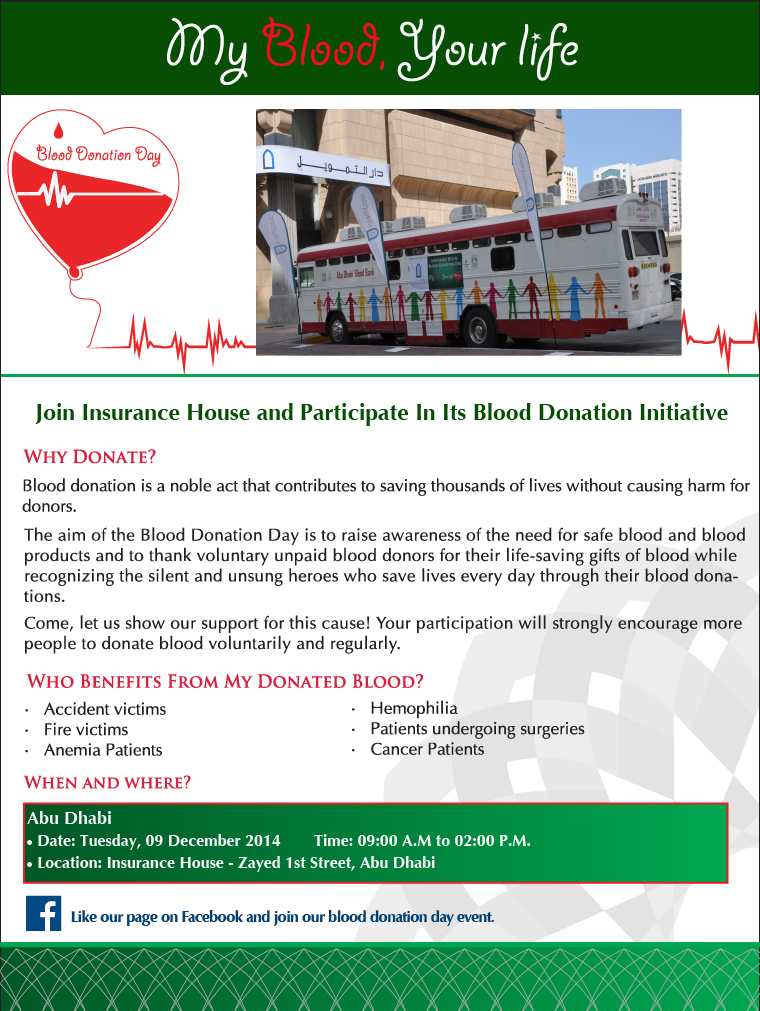 My Blood, Your life
Blood Donation Day
دار التمويل
Abu Dhabi Blood Bank
Join Insurance House and Participate In Its Blood Donation Initiative
WHY DONATE?
Blood donation is a noble act that contributes to saving thousands of lives without causing harm for
donors.
The aim of the Blood Donation Day is to raise awareness of the need for safe blood and blood
products and to thank voluntary unpaid blood donors for their life-saving gifts of blood while
recognizing the silent and unsung heroes who save lives every day through their blood dona-
tions.
Come, let us show our support for this cause! Your participation will strongly encourage more
people to donate blood voluntarily and regularly.
WHO BENEFITS FROM MY DONATED BLOOD?
· Accident victims
· Fire victims
· Anemia Patients
· Hemophilia
· Patients undergoing surgeries
· Cancer Patients
WHEN AND WHERE?
Abu Dhabi
• Date: Tuesday, 09 December 2014 Time: 09:00 A.M to 02:00 P.M.
• Location: Insurance House - Zayed 1st Street, Abu Dhabi
f Like our page on Facebook and join our blood donation day event.